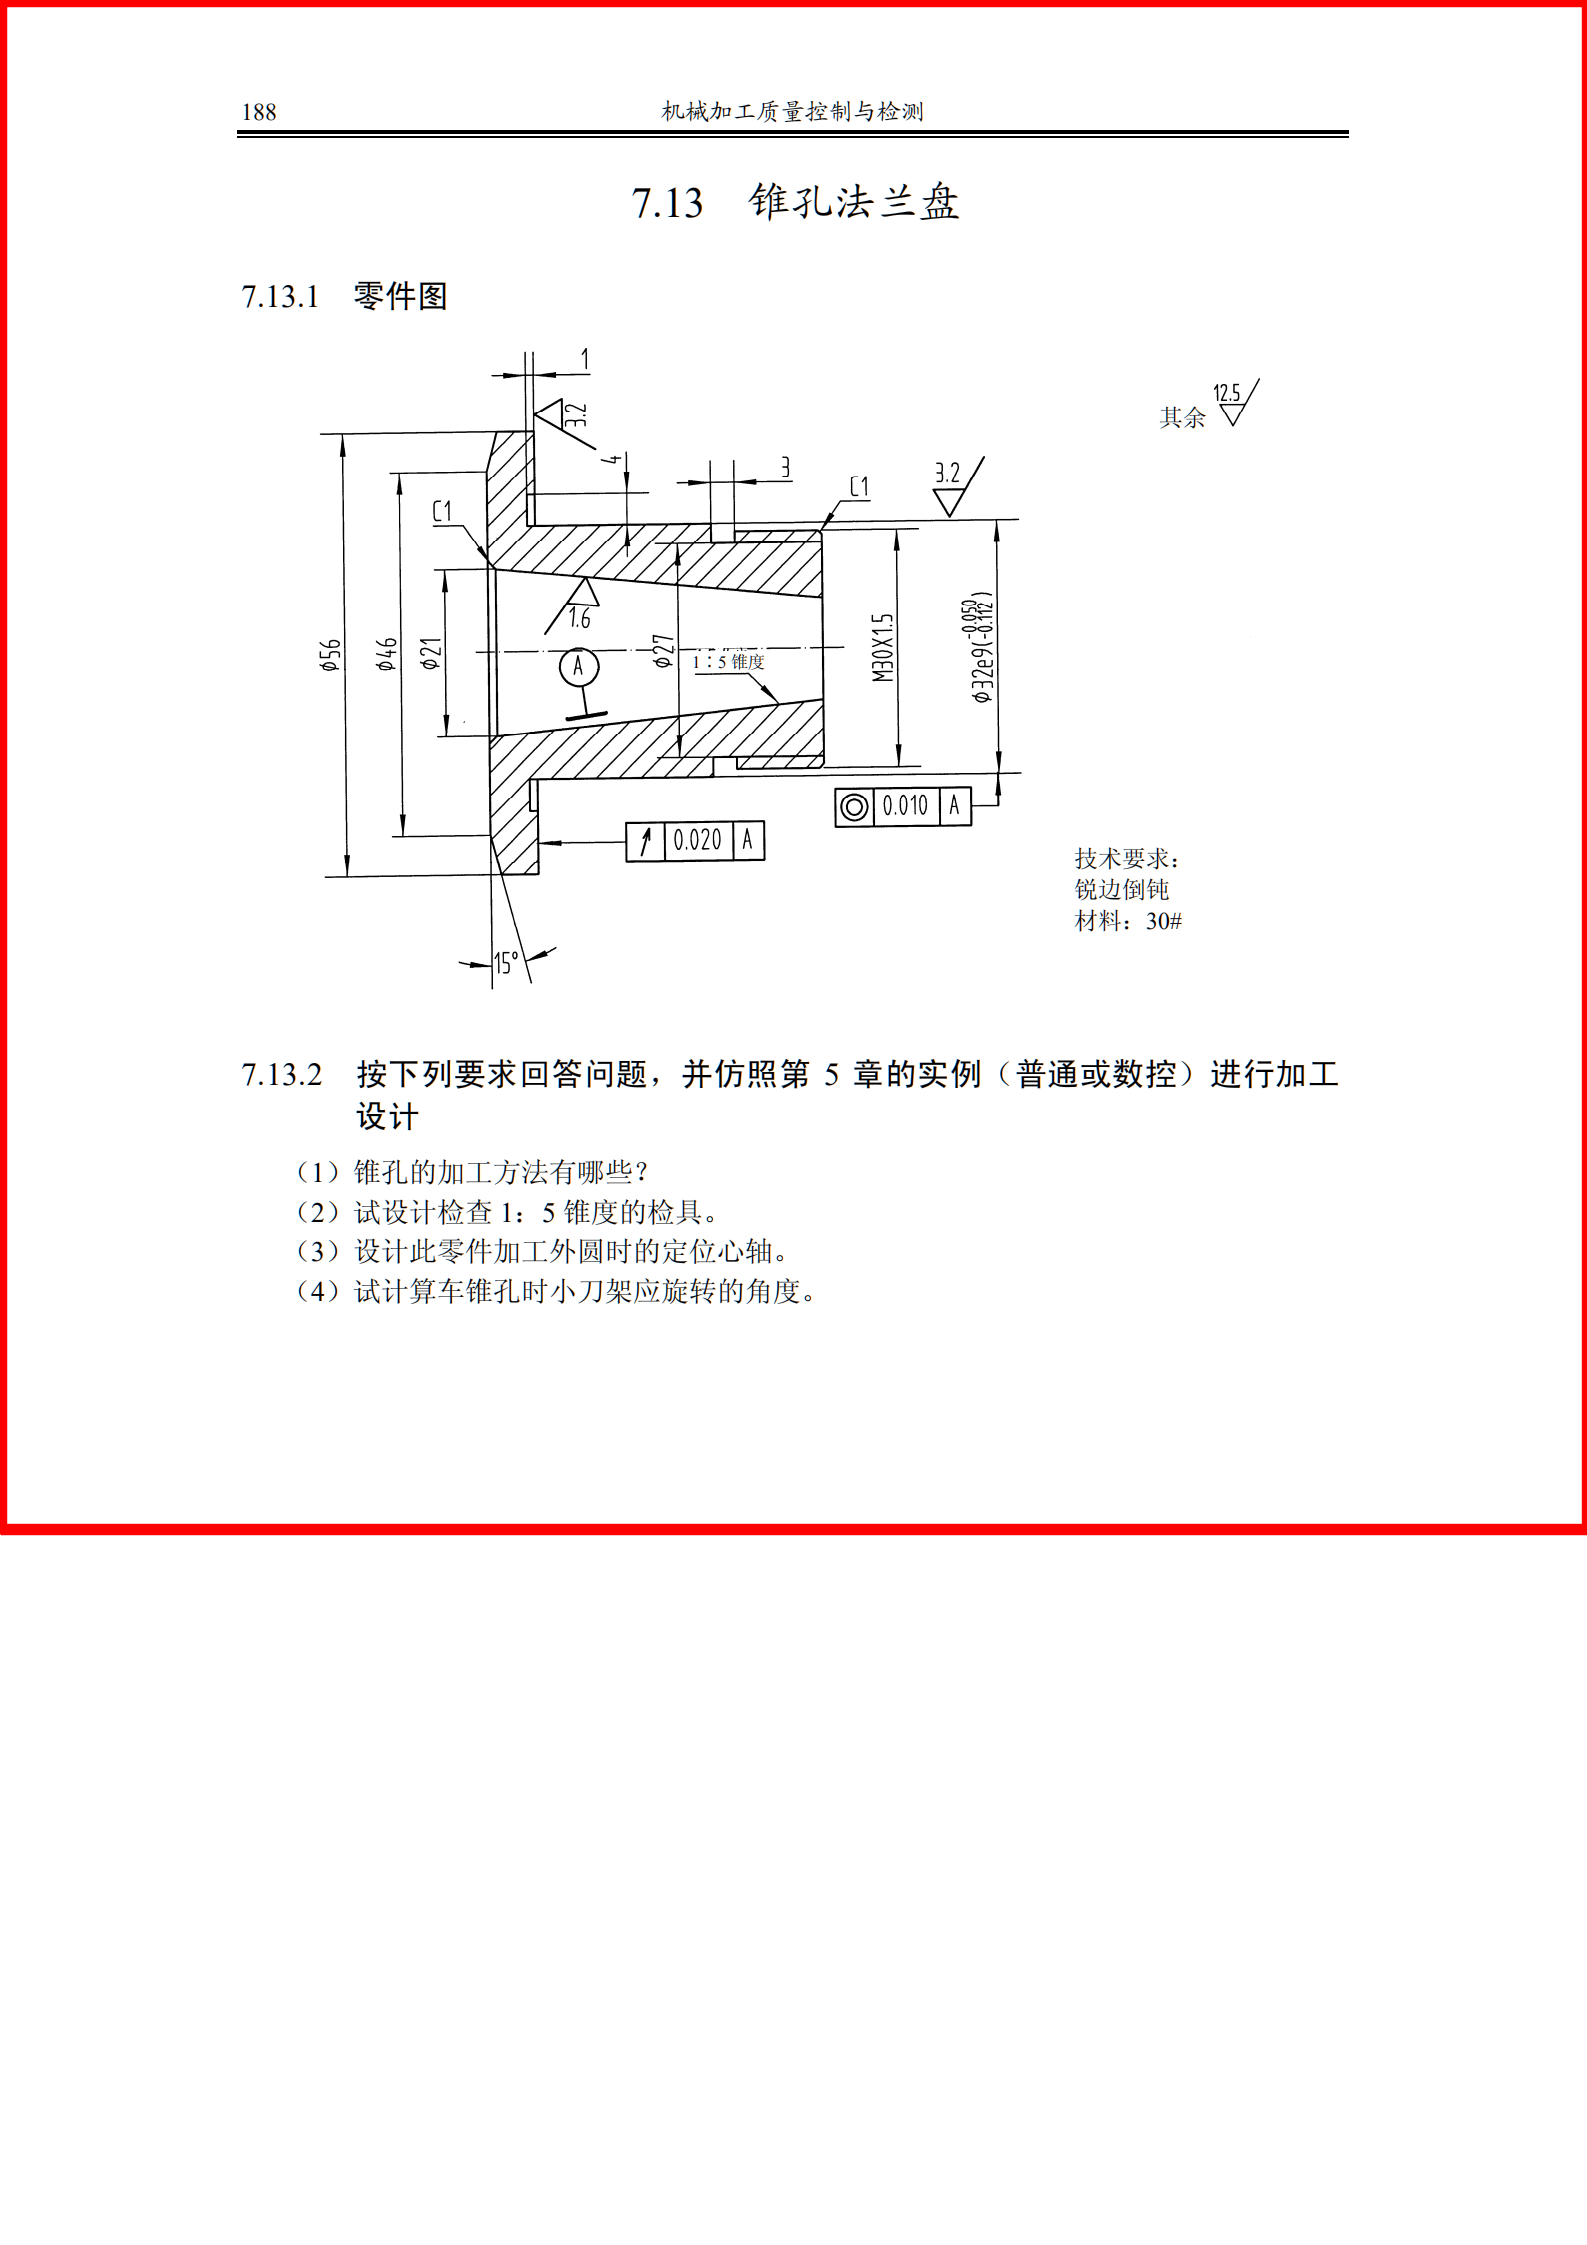 188
机械加工质量控制与检测
7.13 锥孔法兰盘
7.13.1 零件图
1
3.2
12.5
其余
4
3
C1
3.2
C1
1.6
φ56
φ46
φ21
A
φ27
1∶5锥度
M30X1.5
φ32e9(-0.050 -0.112)
0.010 A
0.020 A
技术要求：
锐边倒钝
材料：30#
15°
7.13.2 按下列要求回答问题，并仿照第 5 章的实例（普通或数控）进行加工
设计
（1）锥孔的加工方法有哪些？
（2）试设计检查 1：5 锥度的检具。
（3）设计此零件加工外圆时的定位心轴。
（4）试计算车锥孔时小刀架应旋转的角度。